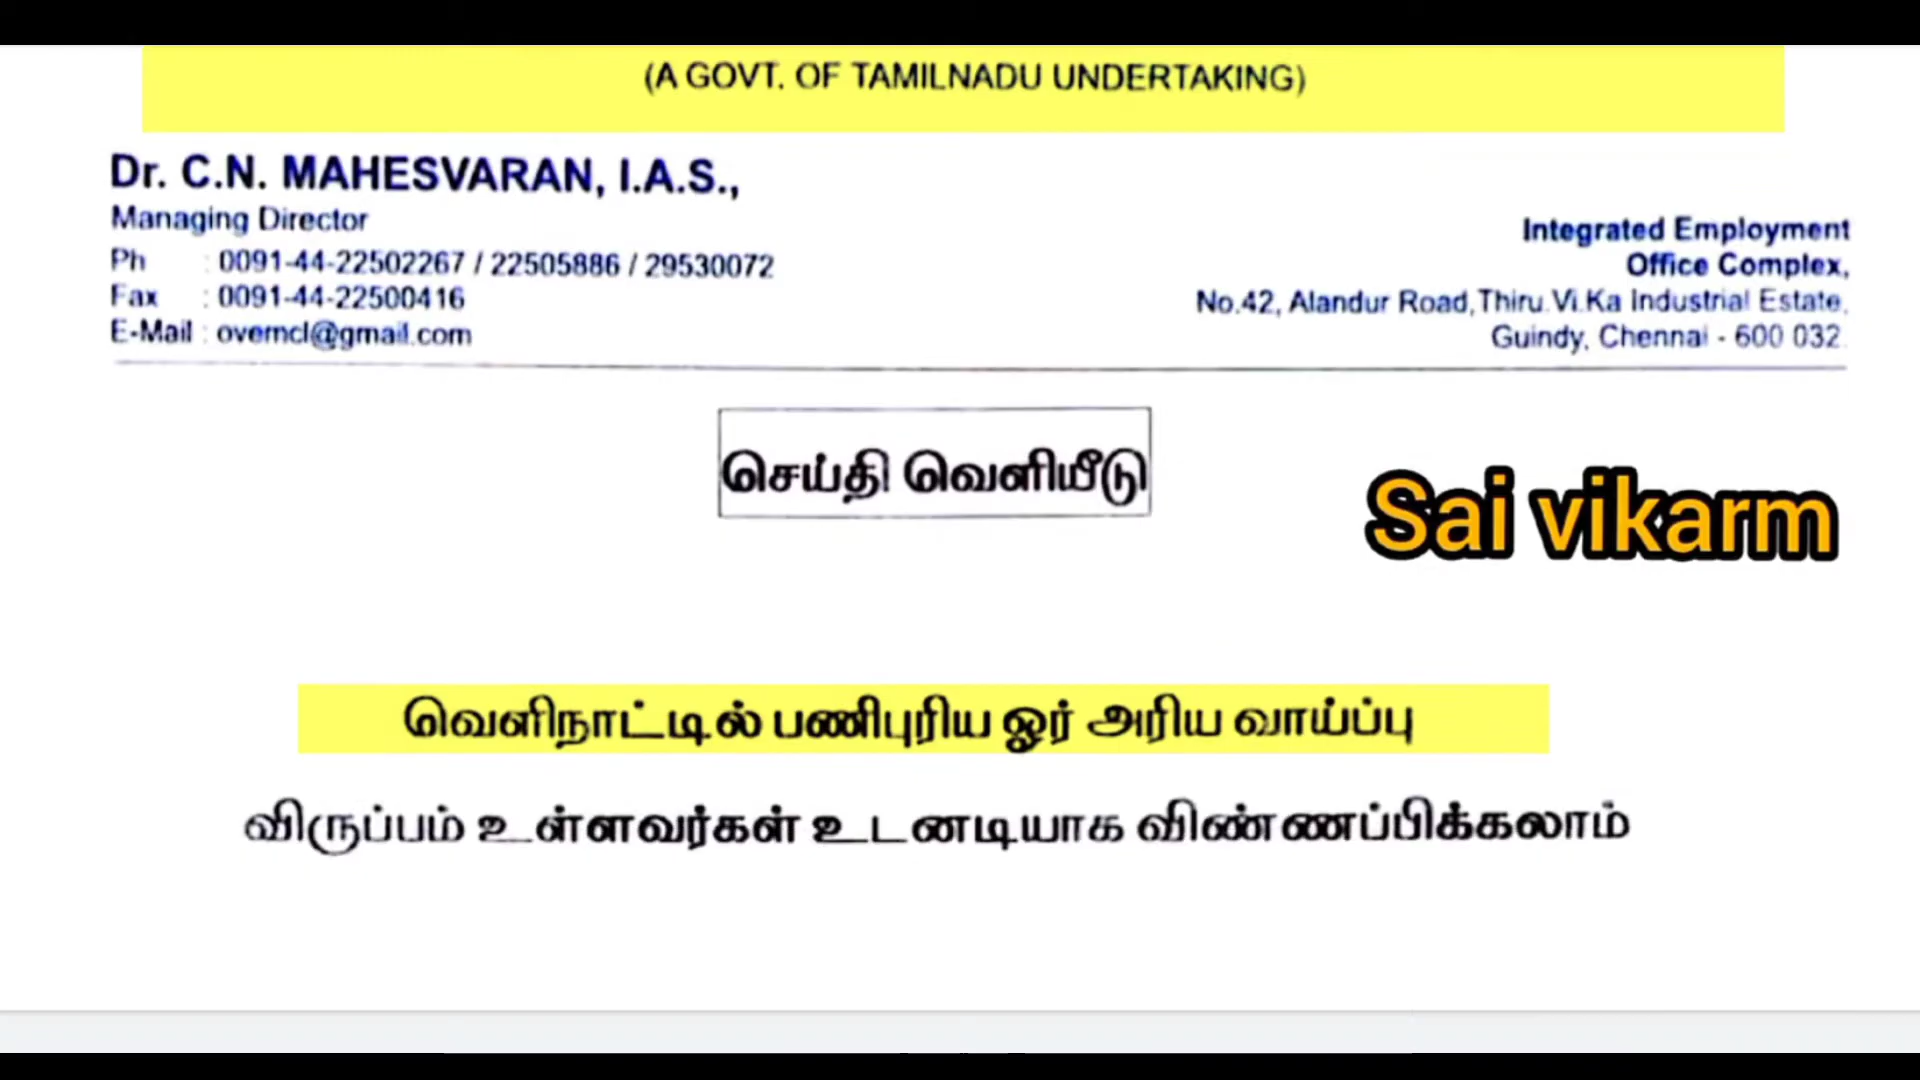 (A GOVT. OF TAMILNADU UNDERTAKING)
Dr. C.N. MAHESVARAN, I.A.S.,
Managing Director
Ph : 0091-44-22502267 / 22505886 / 29530072
Fax : 0091-44-22500416
E-Mail : overncl@gmail.com
Integrated Employment
Office Complex,
No.42, Alandur Road,Thiru.Vi.Ka Industrial Estate,
Guindy, Chennai - 600 032.
செய்தி வெளியீடு
Sai vikarm
வெளிநாட்டில் பணிபுரிய ஓர் அரிய வாய்ப்பு
விருப்பம் உள்ளவர்கள் உடனடியாக விண்ணப்பிக்கலாம்